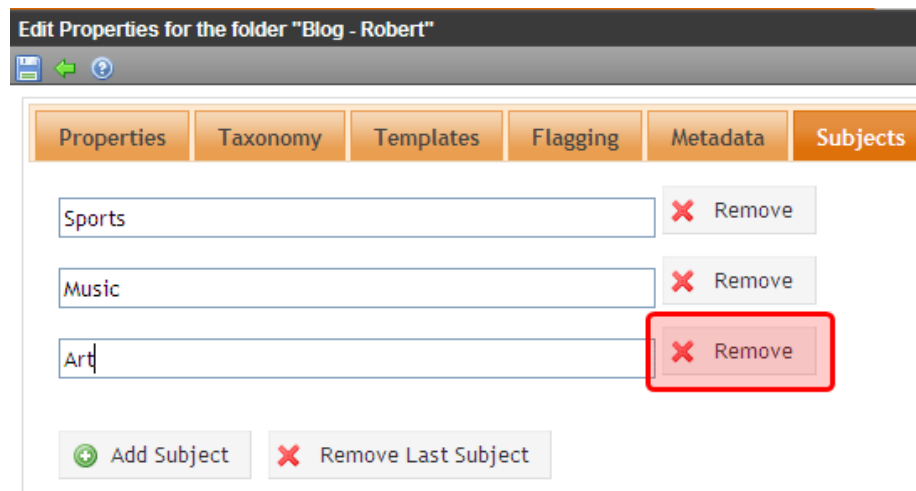 Edit Properties for the folder "Blog - Robert"
Properties Taxonomy Templates Flagging Metadata Subjects
Sports Remove
Music Remove
Art Remove
Add Subject Remove Last Subject